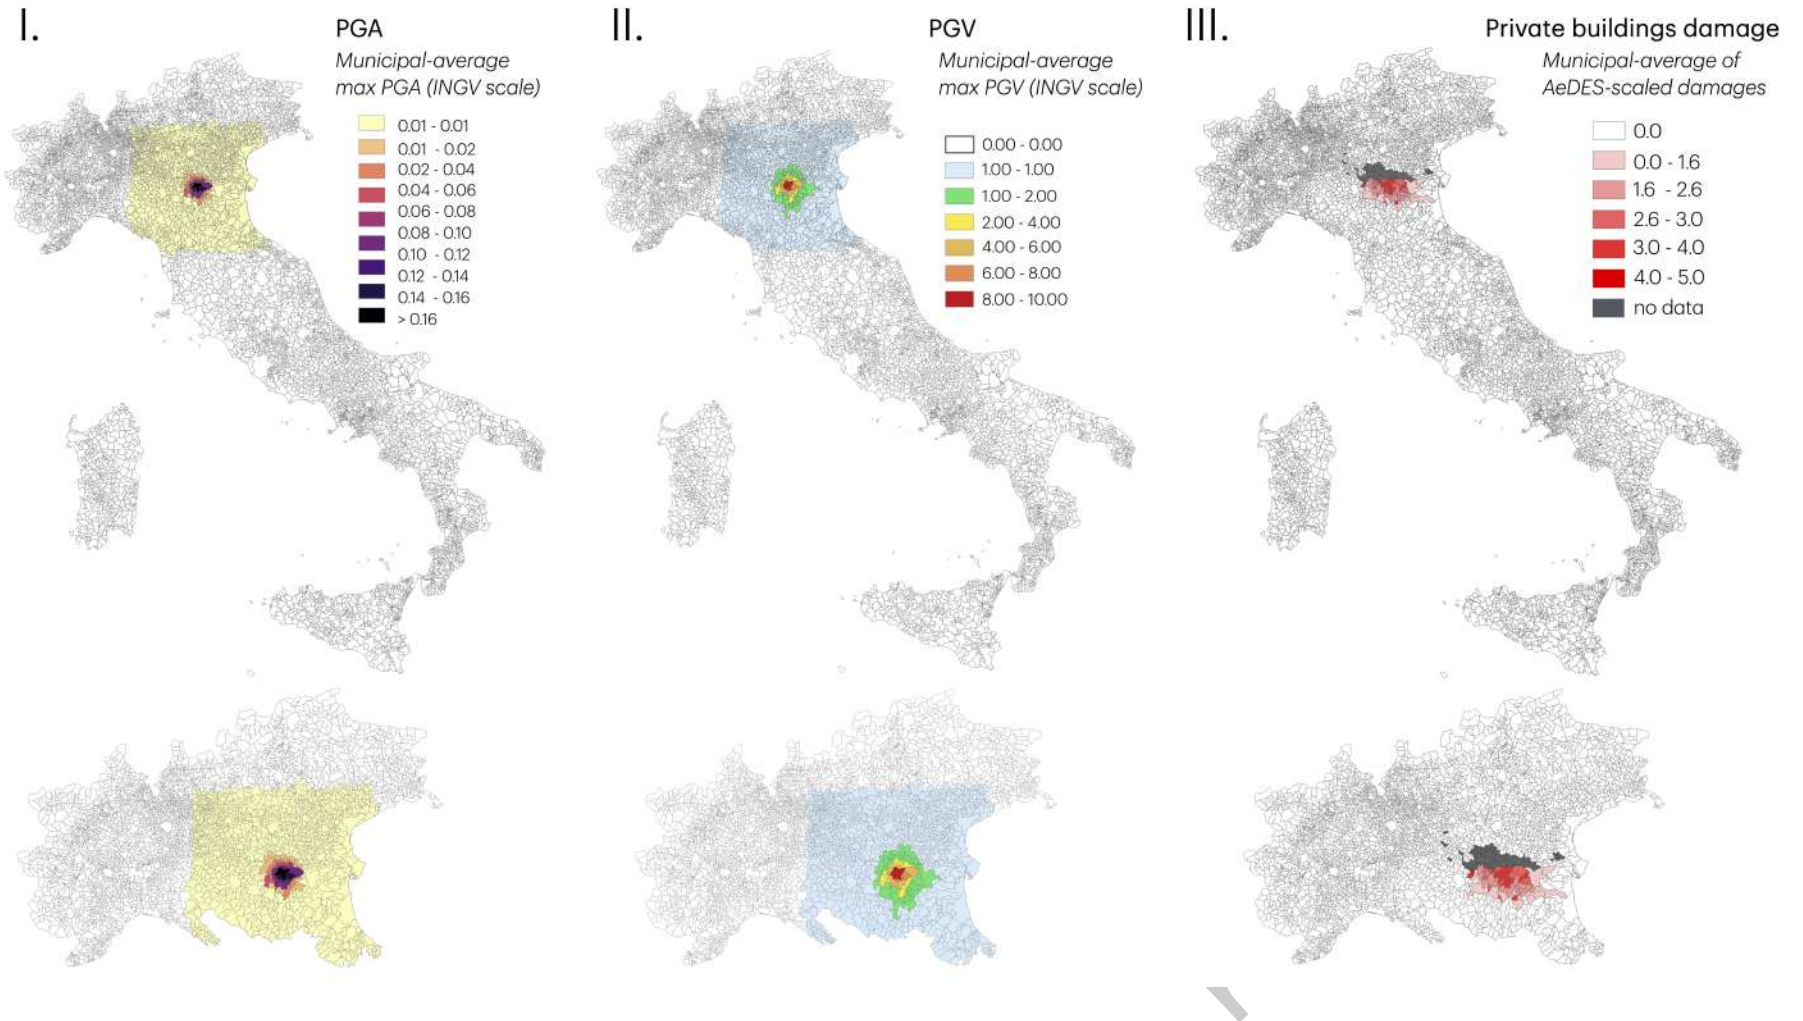 I.
PGA
Municipal-average
max PGA (INGV scale)
0.01 - 0.01
0.01 - 0.02
0.02 - 0.04
0.04 - 0.06
0.06 - 0.08
0.08 - 0.10
0.10 - 0.12
0.12 - 0.14
0.14 - 0.16
> 0.16
II.
PGV
Municipal-average
max PGV (INGV scale)
0.00 - 0.00
1.00 - 1.00
1.00 - 2.00
2.00 - 4.00
4.00 - 6.00
6.00 - 8.00
8.00 - 10.00
III.
Private buildings damage
Municipal-average of
AeDES-scaled damages
0.0
0.0 - 1.6
1.6 - 2.6
2.6 - 3.0
3.0 - 4.0
4.0 - 5.0
no data